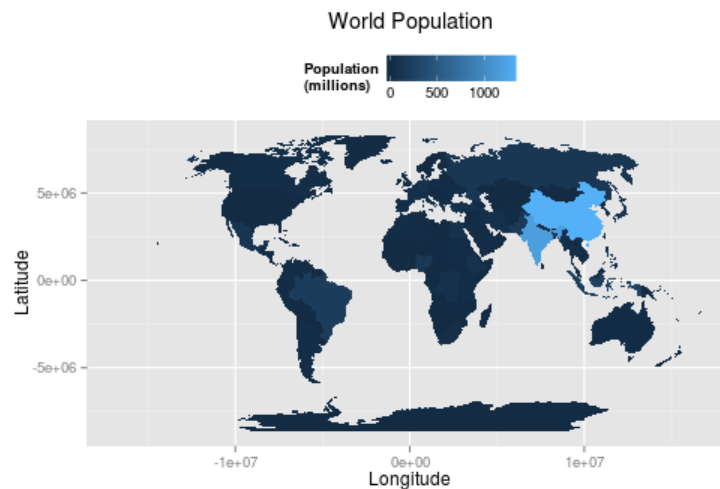 World Population
Population
(millions)
0 500 1000
Latitude
5e+06
0e+00
-5e+06
-1e+07 0e+00 1e+07
Longitude